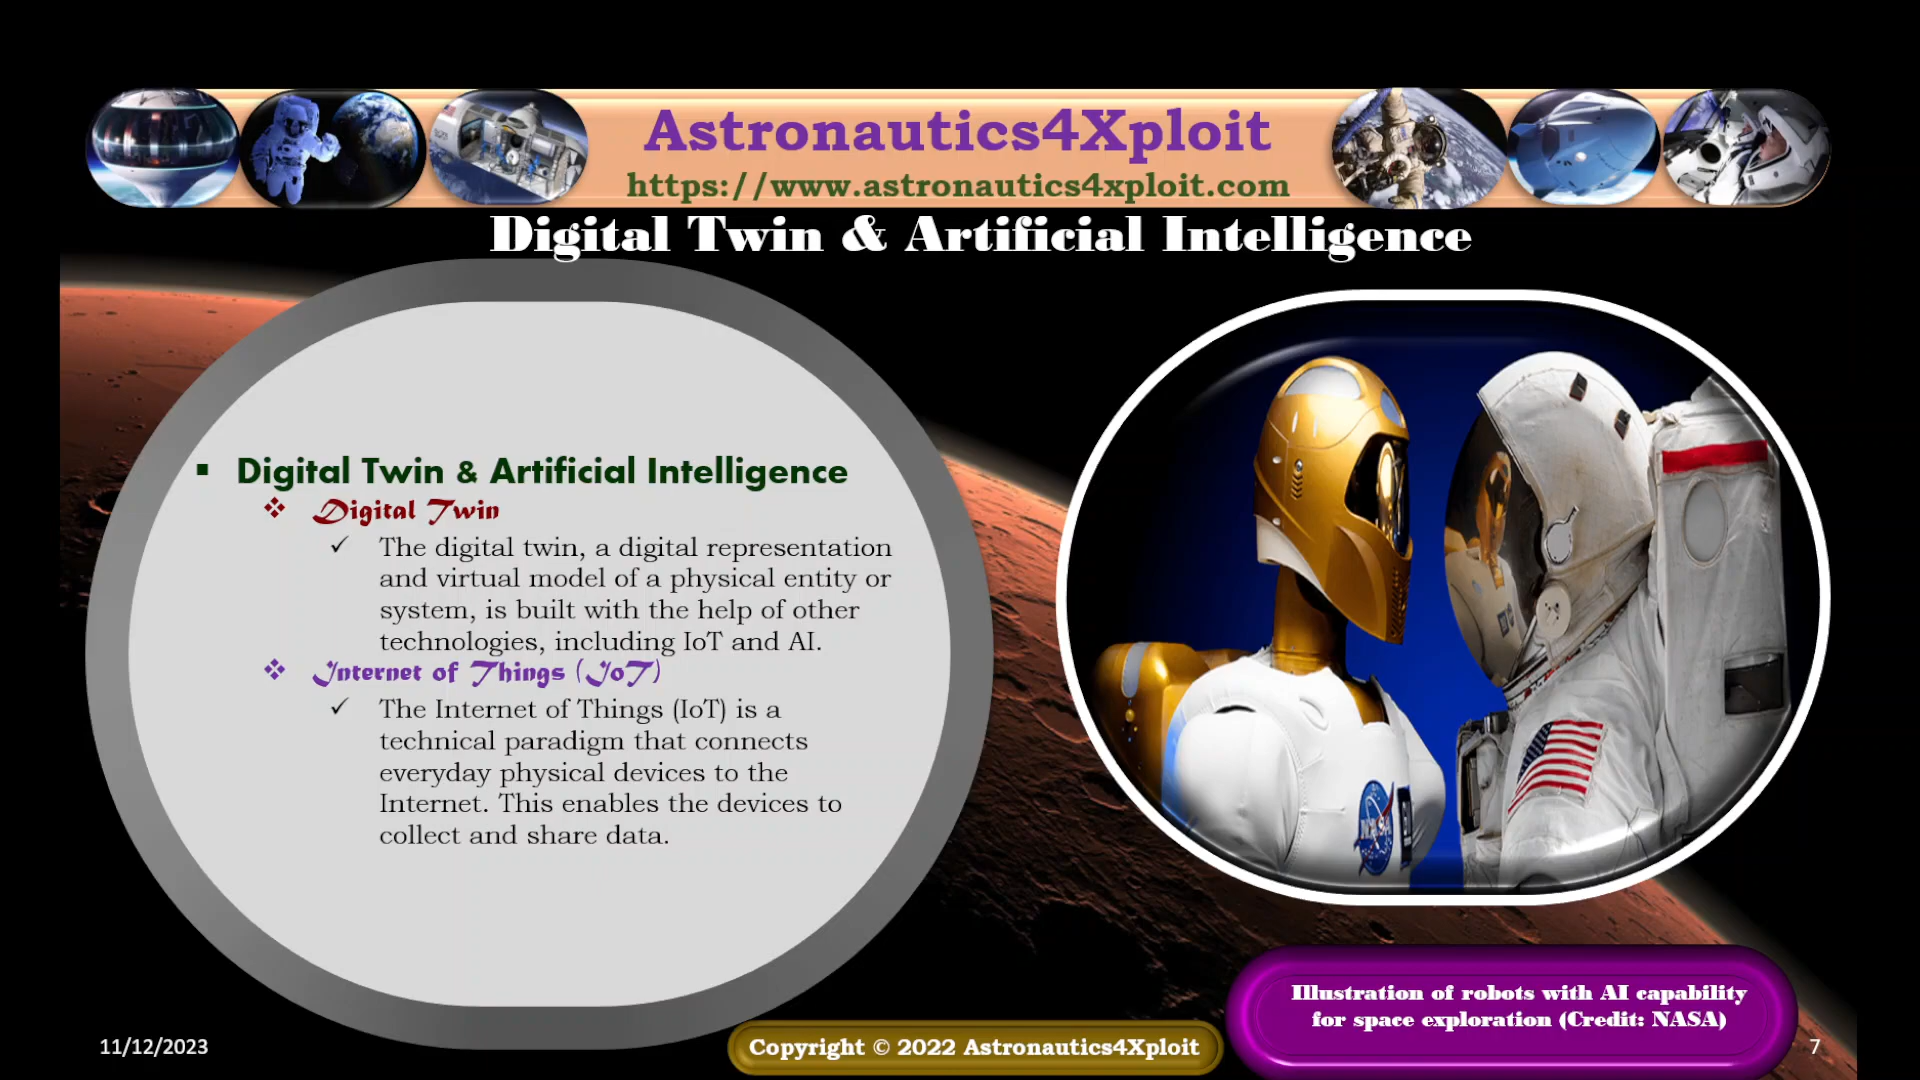 Astronautics4Xploit
https://www.astronautics4xploit.com
Digital Twin & Artificial Intelligence
▪ Digital Twin & Artificial Intelligence
❖ Digital Twin
✓ The digital twin, a digital representation
and virtual model of a physical entity or
system, is built with the help of other
technologies, including IoT and AI.
❖ Internet of Things (IoT)
✓ The Internet of Things (IoT) is a
technical paradigm that connects
everyday physical devices to the
Internet. This enables the devices to
collect and share data.
NASA
Illustration of robots with AI capability
for space exploration (Credit: NASA)
11/12/2023
Copyright © 2022 Astronautics4Xploit
7